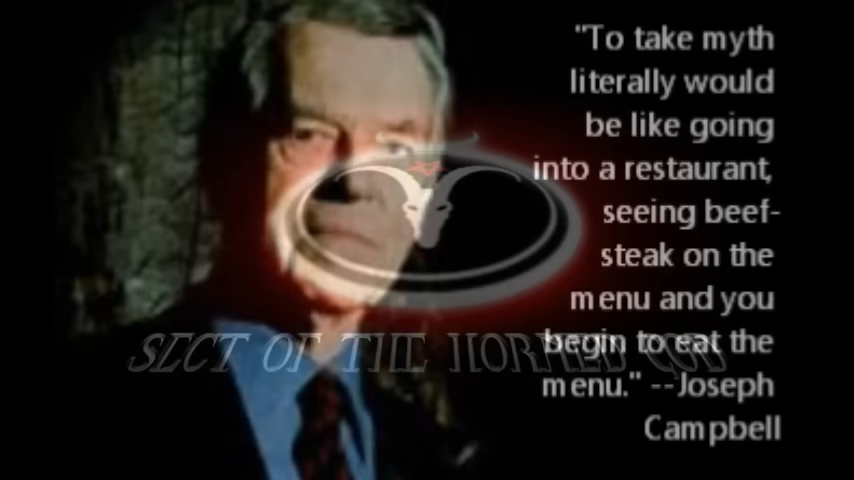 "To take myth
literally would
be like going
into a restaurant,
seeing beef-
steak on the
menu and you
begin to eat the
menu." --Joseph
Campbell
SECT OF THE HORNED GOD